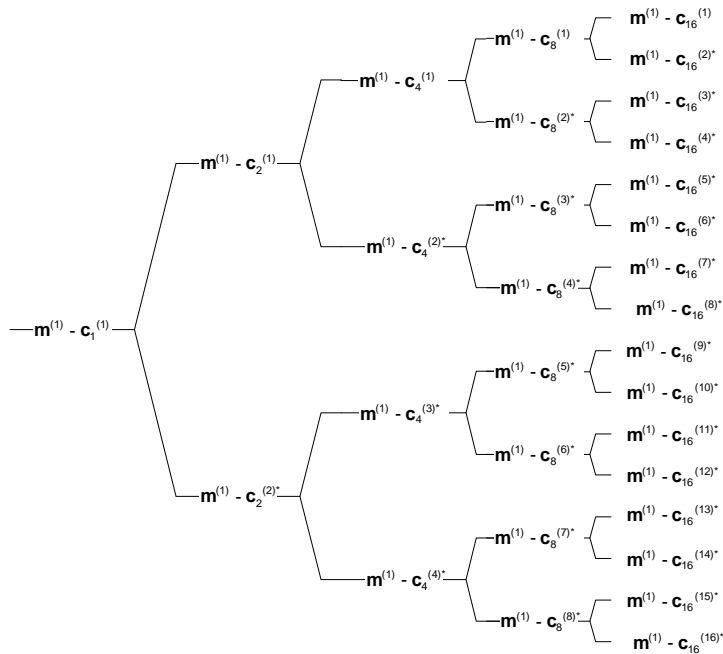 m(1) - c1(1)
m(1) - c2(1)
m(1) - c2(2)*
m(1) - c4(1)
m(1) - c4(2)*
m(1) - c4(3)*
m(1) - c4(4)*
m(1) - c8(1)
m(1) - c8(2)*
m(1) - c8(3)*
m(1) - c8(4)*
m(1) - c8(5)*
m(1) - c8(6)*
m(1) - c8(7)*
m(1) - c8(8)*
m(1) - c16(1)
m(1) - c16(2)*
m(1) - c16(3)*
m(1) - c16(4)*
m(1) - c16(5)*
m(1) - c16(6)*
m(1) - c16(7)*
m(1) - c16(8)*
m(1) - c16(9)*
m(1) - c16(10)*
m(1) - c16(11)*
m(1) - c16(12)*
m(1) - c16(13)*
m(1) - c16(14)*
m(1) - c16(15)*
m(1) - c16(16)*